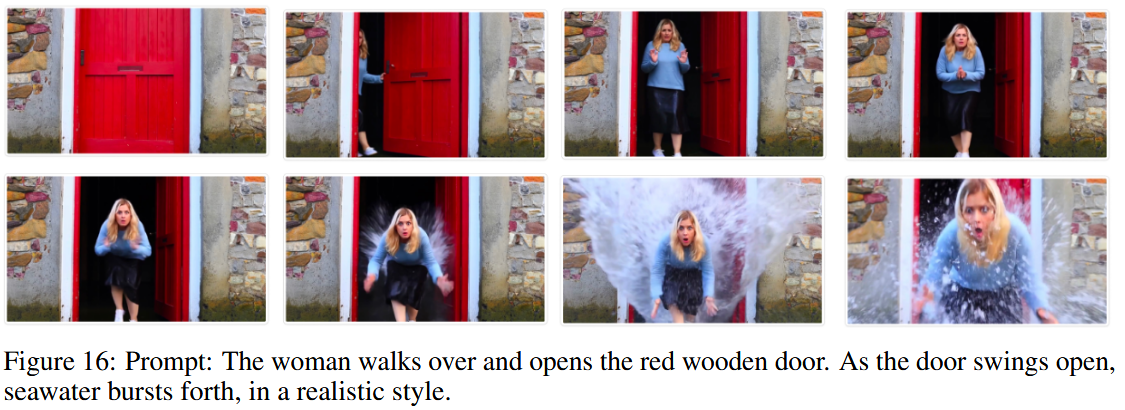 Figure 16: Prompt: The woman walks over and opens the red wooden door. As the door swings open,
seawater bursts forth, in a realistic style.